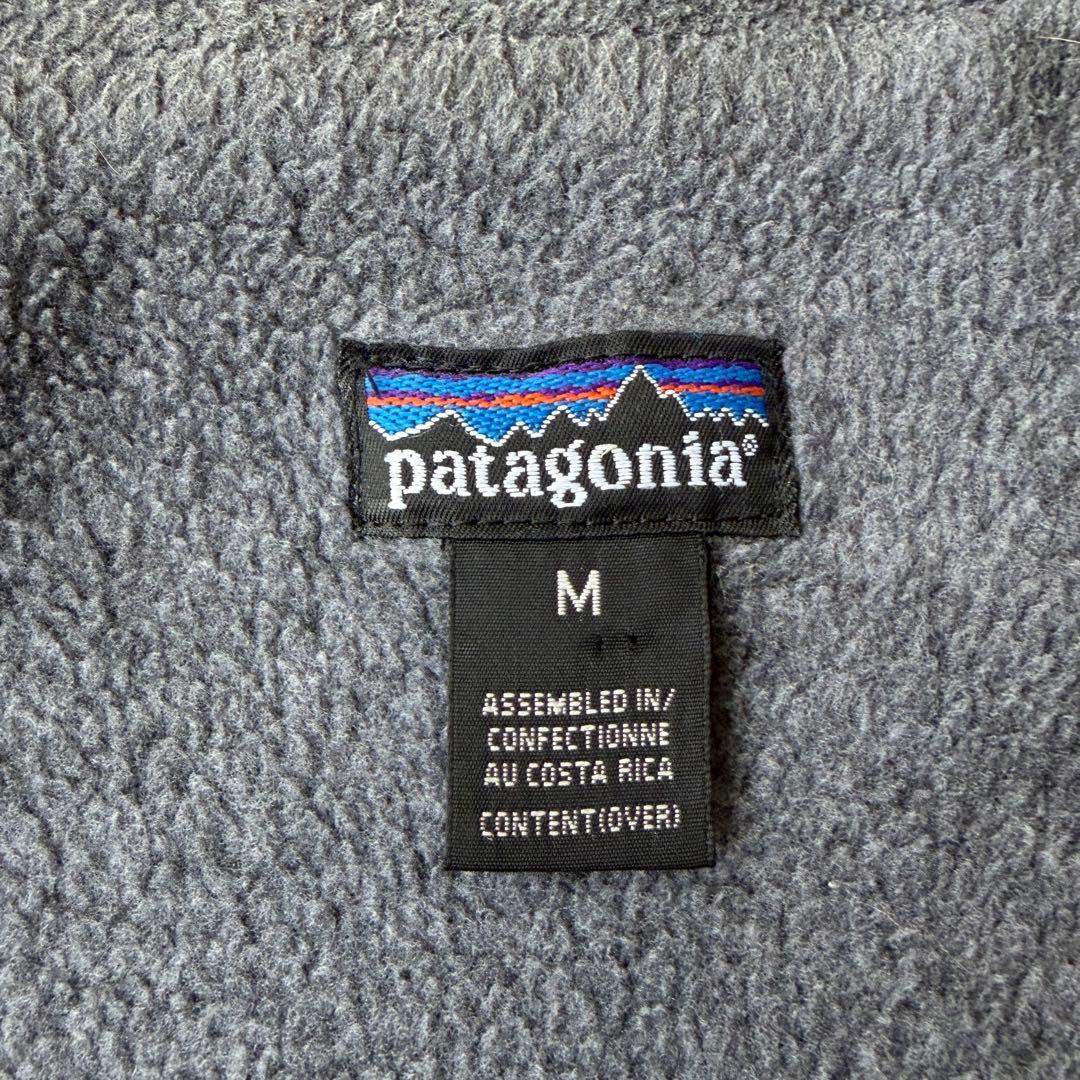 patagonia®
M
ASSEMBLED IN/
CONFECTIONNE
AU COSTA RICA
CONTENT(OVER)